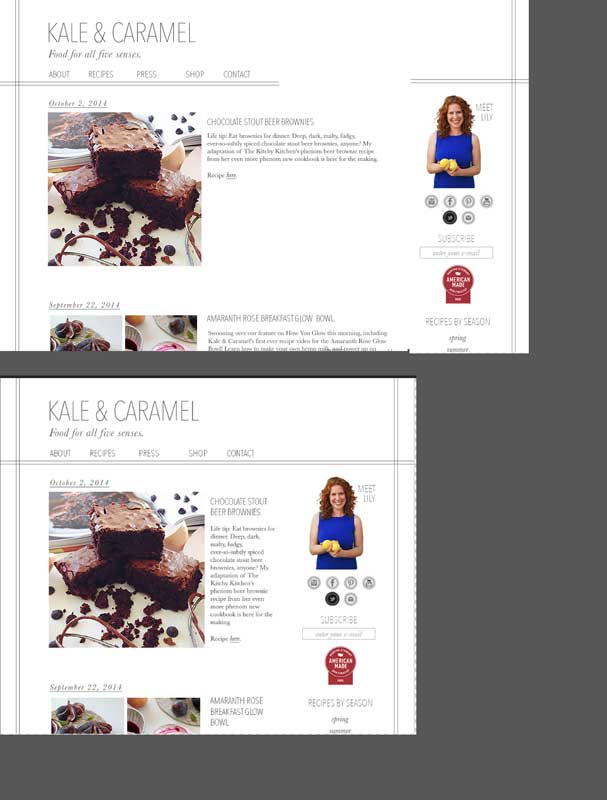 KALE & CARAMEL
Food for all five senses.
ABOUT RECIPES PRESS SHOP CONTACT
October 2, 2014
CHOCOLATE STOUT BEER BROWNIES
Life tip: Eat brownies for dinner. Deep, dark, malty, fudgy,
ever-so-subtly spiced chocolate stout beer brownies, anyone? My
adaptation of The Kitchy Kitchen's phenom beer brownie recipe
from her even more phenom new cookbook is here for the making.
Recipe here.
MEET
LILY
SUBSCRIBE
enter your e-mail
AMERICAN
MADE
RECIPES BY SEASON
spring
summer
September 22, 2014
AMARANTH ROSE BREAKFAST GLOW BOWL
Swooning over our feature on How You Glow this morning, including
Kale & Caramel's first ever recipe video for the Amaranth Rose Glow
Bowl! Learn how to make your own hemp milk, and power up on
KALE & CARAMEL
Food for all five senses.
ABOUT RECIPES PRESS SHOP CONTACT
October 2, 2014
CHOCOLATE STOUT
BEER BROWNIES
Life tip: Eat brownies for
dinner. Deep, dark,
malty, fudgy,
ever-so-subtly spiced
chocolate stout beer
brownies, anyone? My
adaptation of The
Kitchy Kitchen's
phenom beer brownie
recipe from her even
more phenom new
cookbook is here for the
making.
Recipe here.
MEET
LILY
SUBSCRIBE
enter your e-mail
AMERICAN
MADE
RECIPES BY SEASON
spring
summer
September 22, 2014
AMARANTH ROSE
BREAKFAST GLOW
BOWL